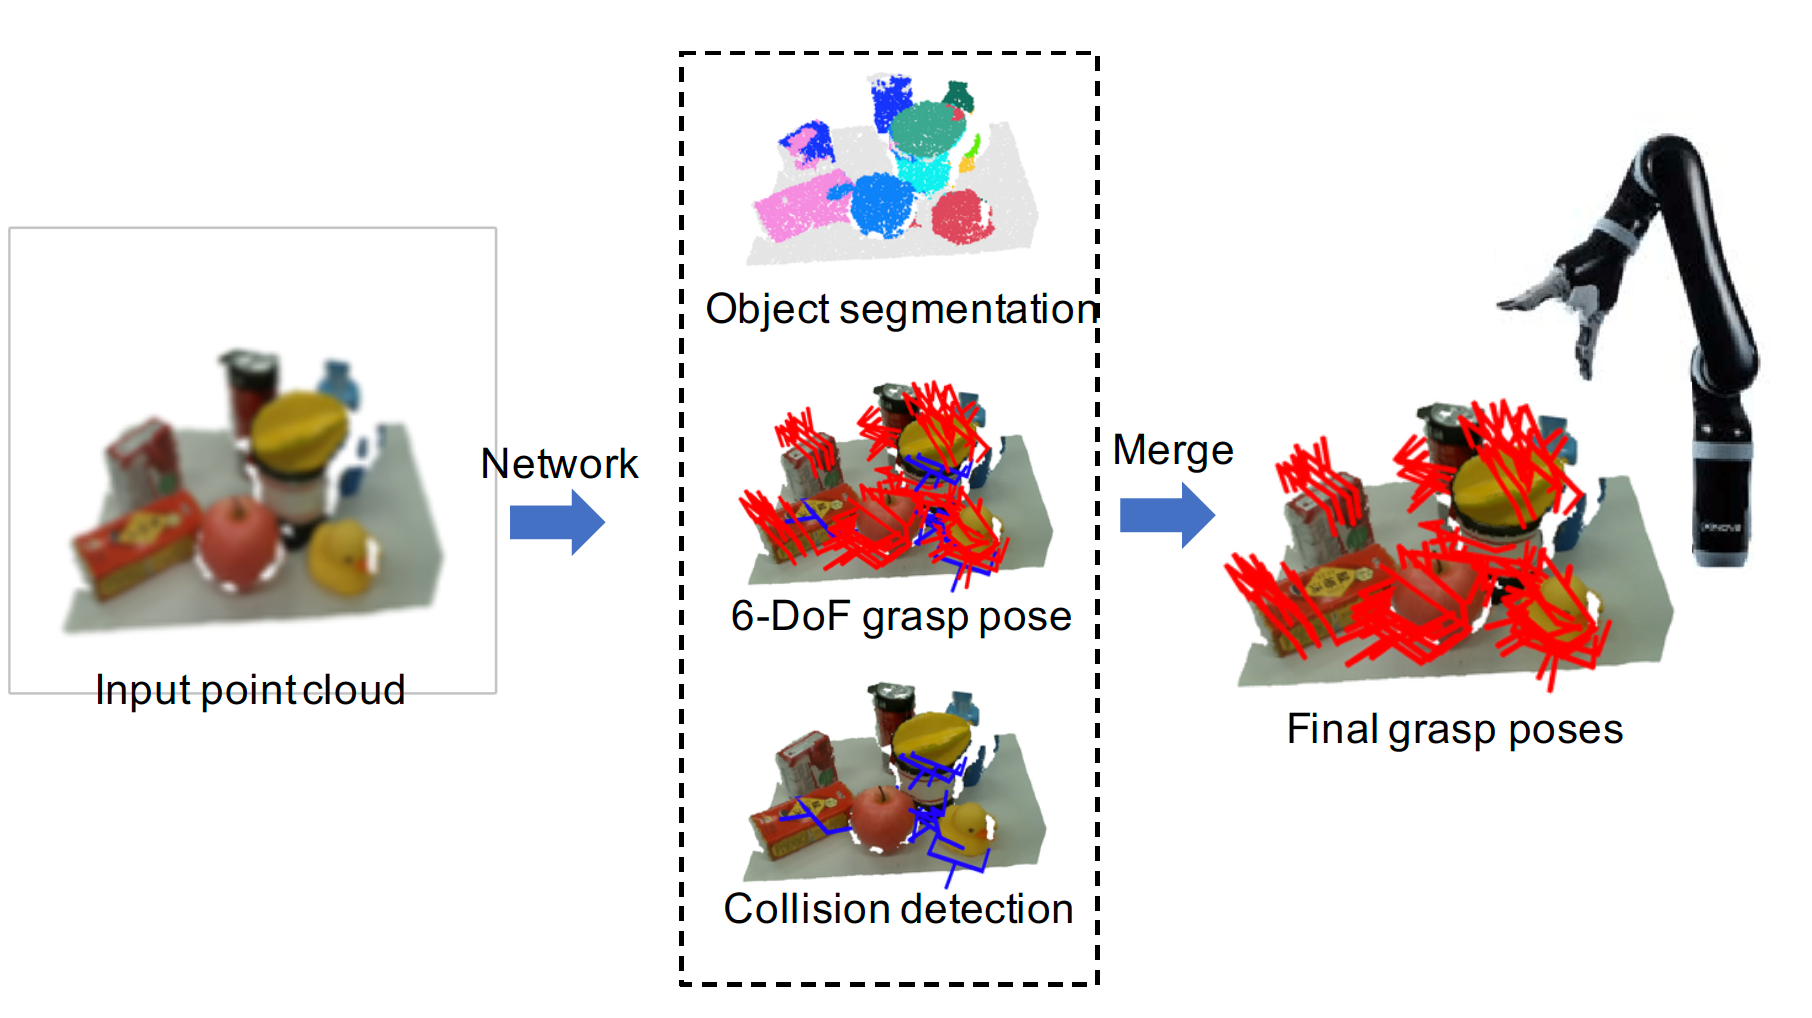 Input point cloud
Network
Object segmentation
6-DoF grasp pose
Collision detection
Merge
Final grasp poses